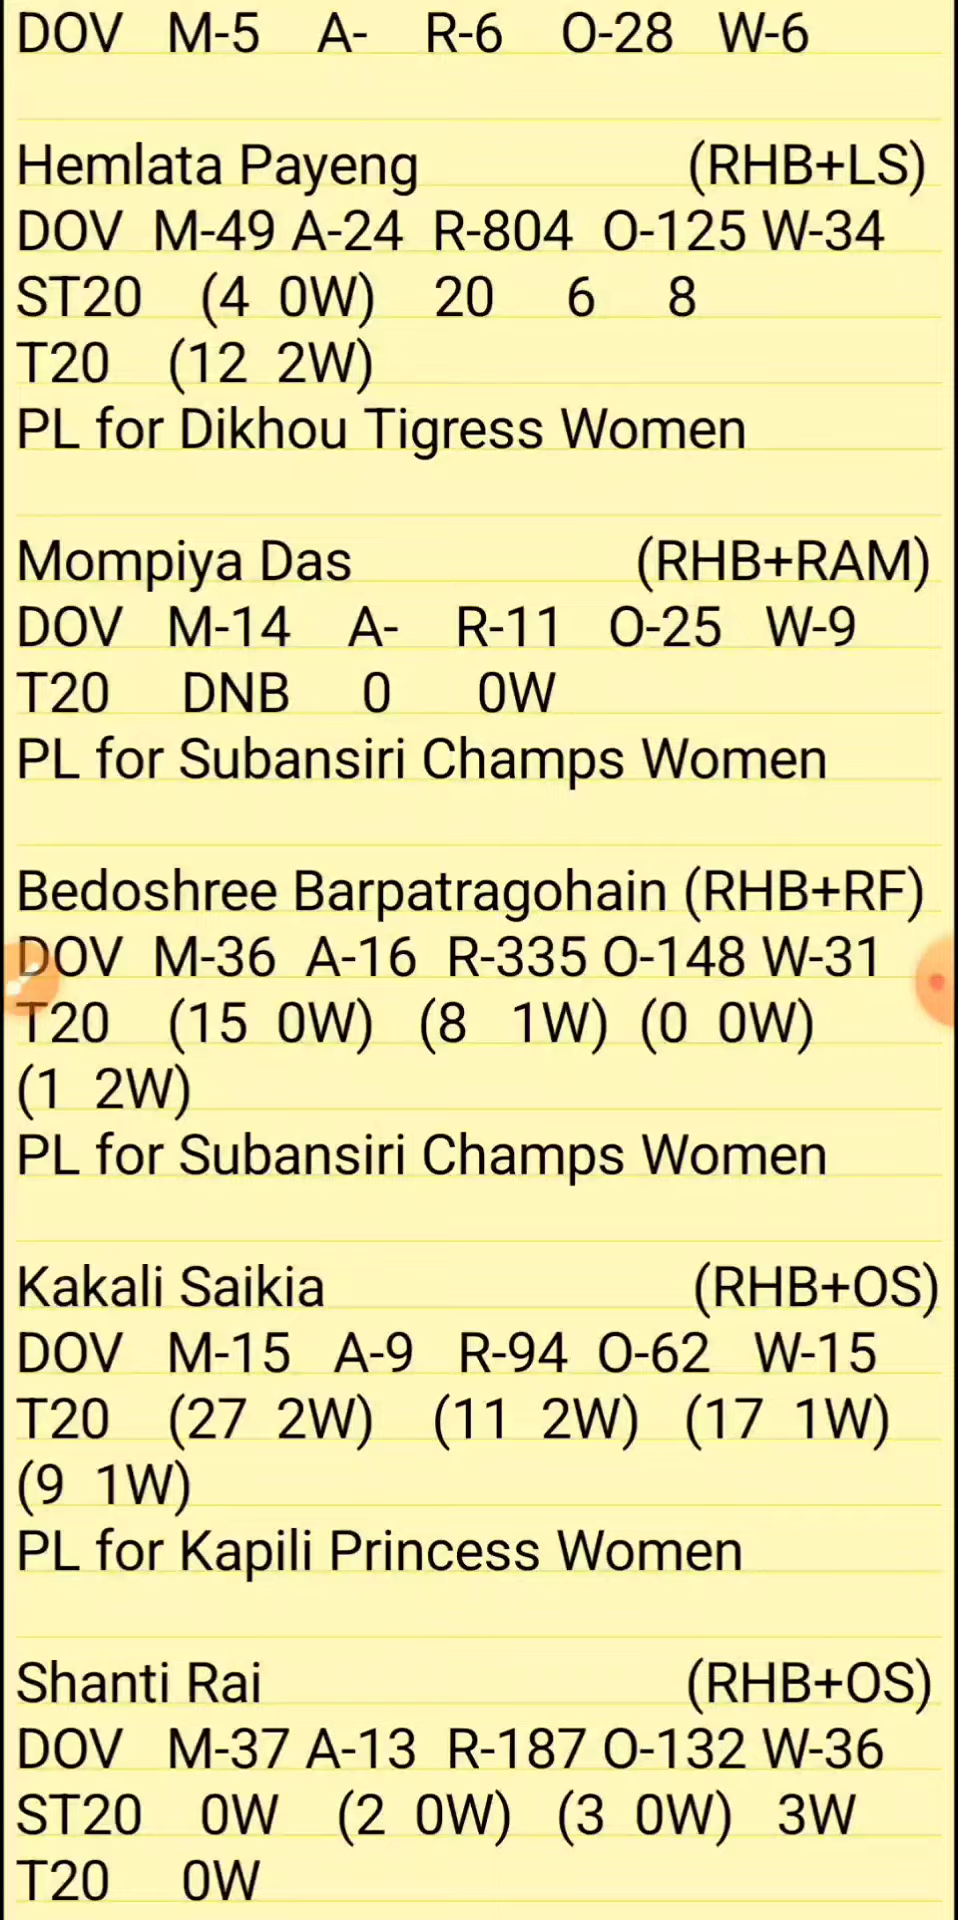 DOV M-5 A- R-6 O-28 W-6
Hemlata Payeng (RHB+LS)
DOV M-49 A-24 R-804 O-125 W-34
ST20 (4 0W) 20 6 8
T20 (12 2W)
PL for Dikhou Tigress Women
Mompiya Das (RHB+RAM)
DOV M-14 A- R-11 O-25 W-9
T20 DNB 0 0W
PL for Subansiri Champs Women
Bedoshree Barpatragohain (RHB+RF)
DOV M-36 A-16 R-335 O-148 W-31
T20 (15 0W) (8 1W) (0 0W)
(1 2W)
PL for Subansiri Champs Women
Kakali Saikia (RHB+OS)
DOV M-15 A-9 R-94 O-62 W-15
T20 (27 2W) (11 2W) (17 1W)
(9 1W)
PL for Kapili Princess Women
Shanti Rai (RHB+OS)
DOV M-37 A-13 R-187 O-132 W-36
ST20 0W (2 0W) (3 0W) 3W
T20 0W